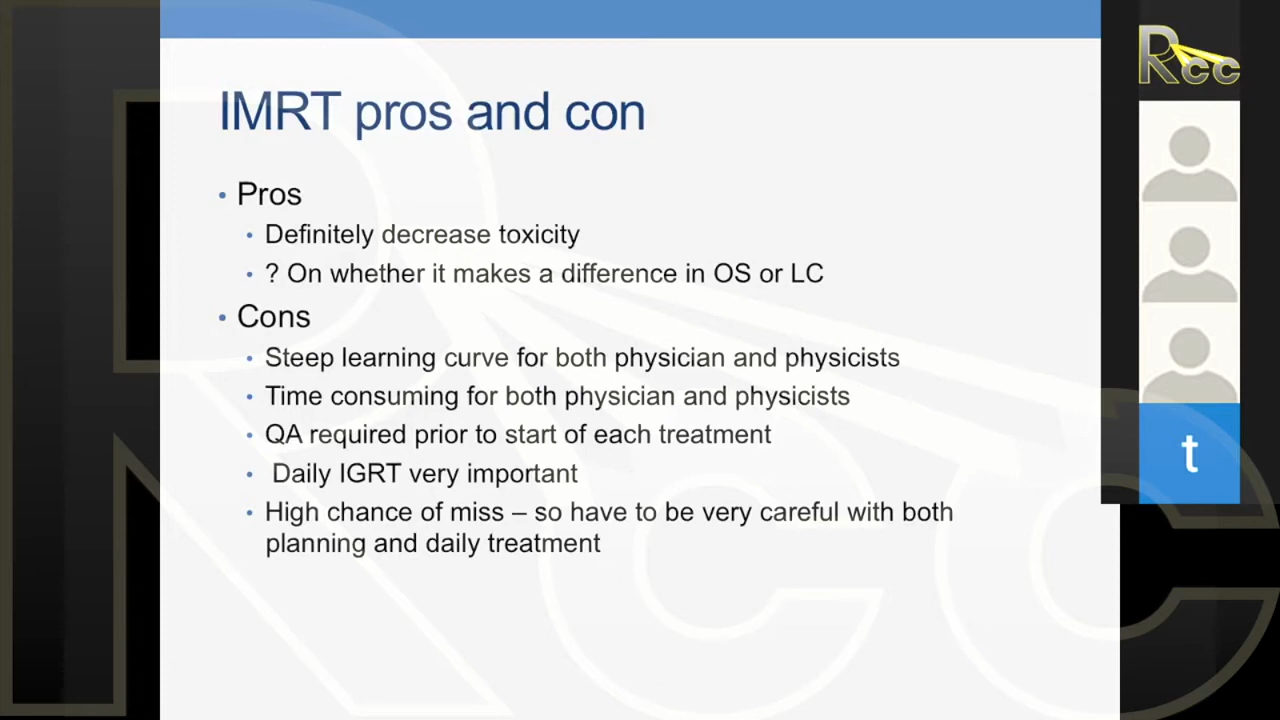 IMRT pros and con
• Pros
• Definitely decrease toxicity
• ? On whether it makes a difference in OS or LC
• Cons
• Steep learning curve for both physician and physicists
• Time consuming for both physician and physicists
• QA required prior to start of each treatment
• Daily IGRT very important
• High chance of miss – so have to be very careful with both
planning and daily treatment
Rcc
t